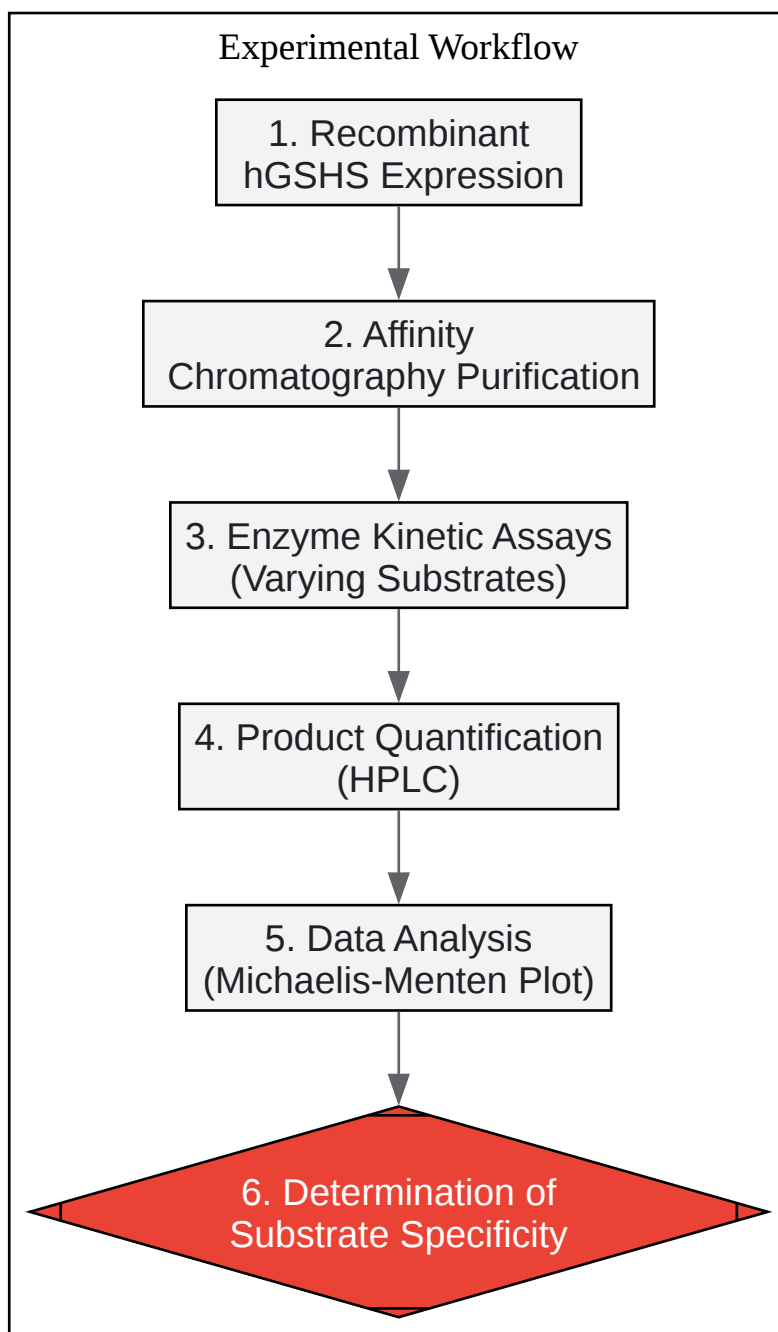 Experimental Workflow
1. Recombinant
hGSHS Expression
2. Affinity
Chromatography Purification
3. Enzyme Kinetic Assays
(Varying Substrates)
4. Product Quantification
(HPLC)
5. Data Analysis
(Michaelis-Menten Plot)
6. Determination of
Substrate Specificity